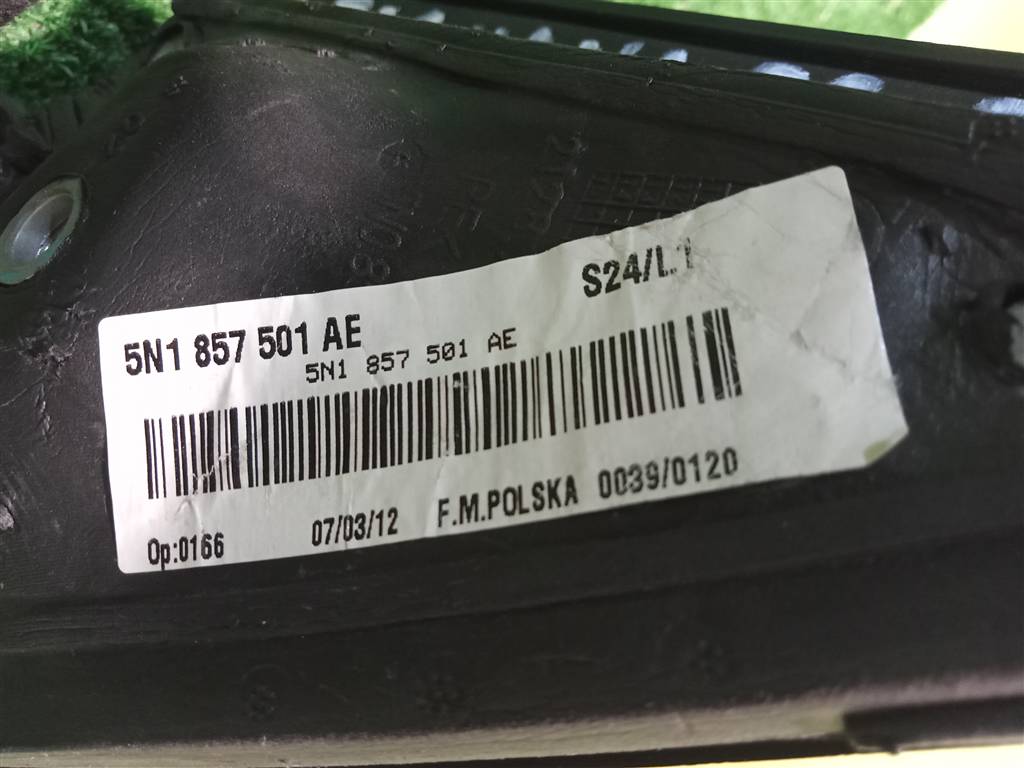 S24/L1
5N1 857 501 AE
5N1 857 501 AE
Op:0166 07/03/12 F.M.POLSKA 0039/0120